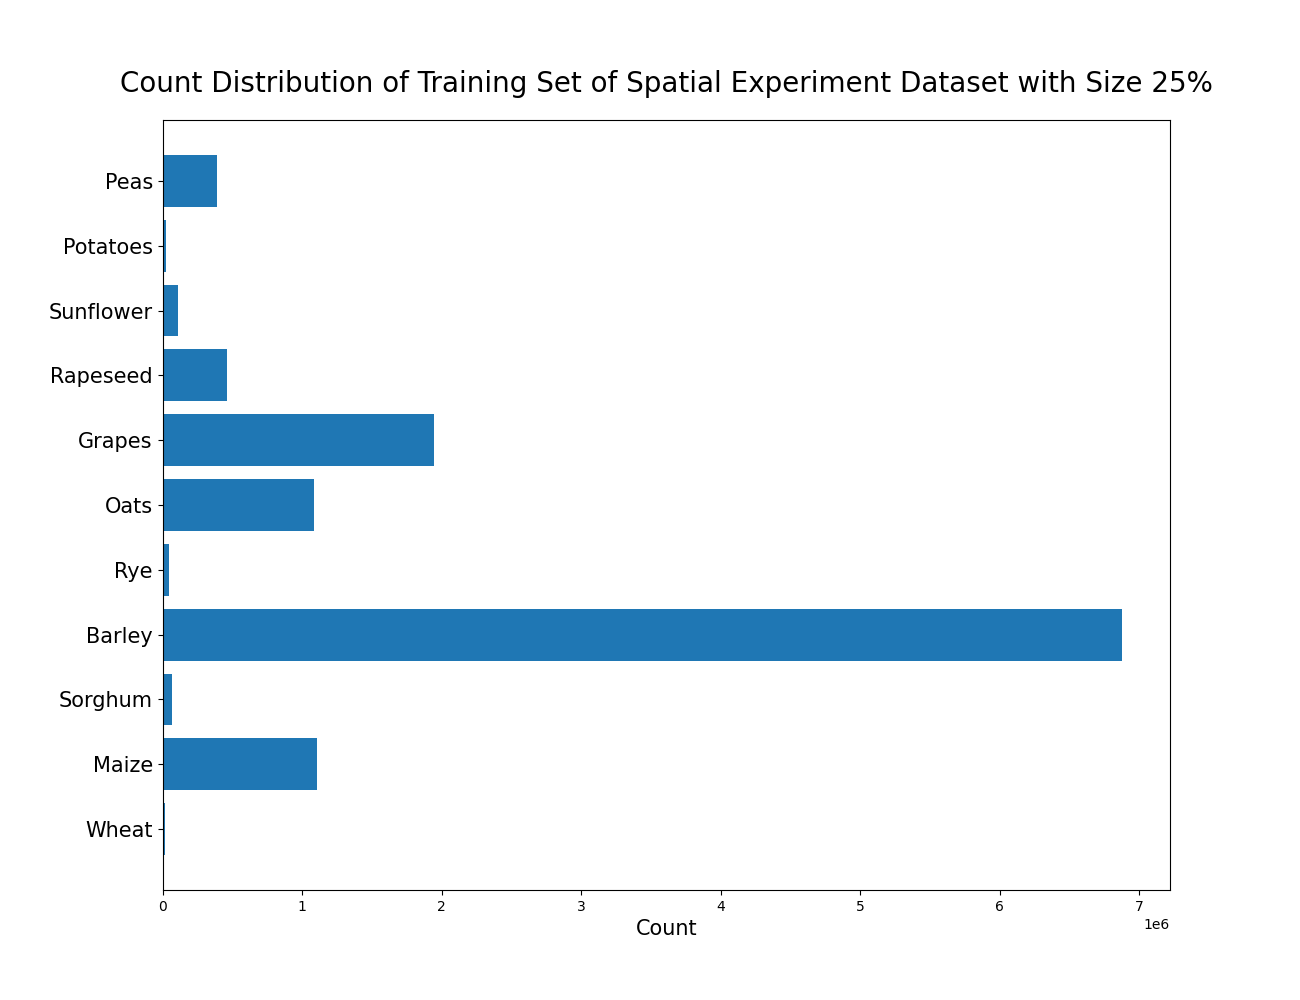 Count Distribution of Training Set of Spatial Experiment Dataset with Size 25%
Peas
Potatoes
Sunflower
Rapeseed
Grapes
Oats
Rye
Barley
Sorghum
Maize
Wheat
0 1 2 3 4 5 6 7
1e6
Count